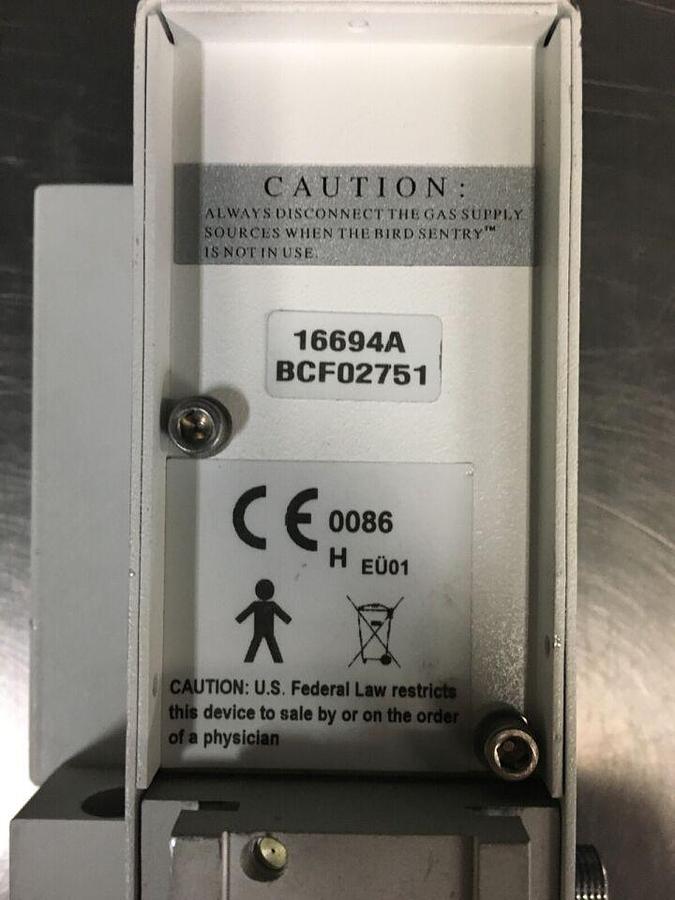 CAUTION:
ALWAYS DISCONNECT THE GAS SUPPLY
SOURCES WHEN THE BIRD SENTRY™
IS NOT IN USE.
16694A
BCF02751
CE 0086
H EÜ01
CAUTION: U.S. Federal Law restricts
this device to sale by or on the order
of a physician